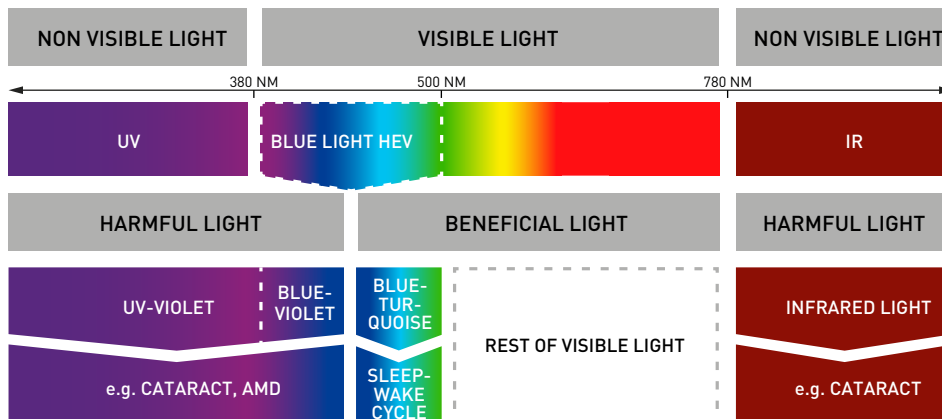 NON VISIBLE LIGHT
VISIBLE LIGHT
NON VISIBLE LIGHT
380 NM
500 NM
780 NM
UV
BLUE LIGHT HEV
IR
HARMFUL LIGHT
BENEFICIAL LIGHT
HARMFUL LIGHT
UV-VIOLET
BLUE-
VIOLET
BLUE-
TUR-
QUOISE
REST OF VISIBLE LIGHT
INFRARED LIGHT
e.g. CATARACT, AMD
SLEEP-
WAKE
CYCLE
e.g. CATARACT